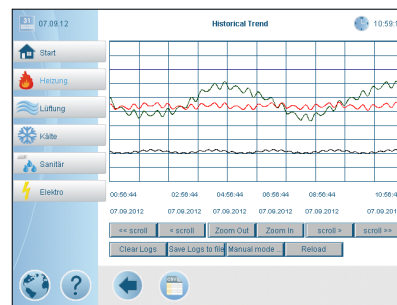 31 07.09.12
Historical Trend
10:59:1
Start
Heizung
Lüftung
Kälte
Sanitär
Elektro
00:56:44 02:56:44 04:56:44 06:56:44 08:56:44 10:56:4
07.09.2012 07.09.2012 07.09.2012 07.09.2012 07.09.2012 07.09.201
<< scroll < scroll Zoom Out Zoom In scroll > scroll >>
Clear Logs Save Logs to file Manual mode ... Reload
?